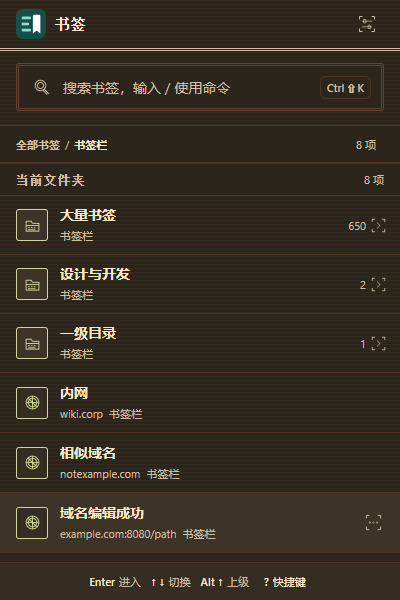 书签
搜索书签，输入 / 使用命令 Ctrl ⇧ K
全部书签 / 书签栏 8 项
当前文件夹 8 项
大量书签
书签栏 650
设计与开发
书签栏 2
一级目录
书签栏 1
内网
wiki.corp 书签栏
相似域名
notexample.com 书签栏
域名编辑成功
example.com:8080/path 书签栏
Enter 进入 ↑↓ 切换 Alt ↑ 上级 ? 快捷键